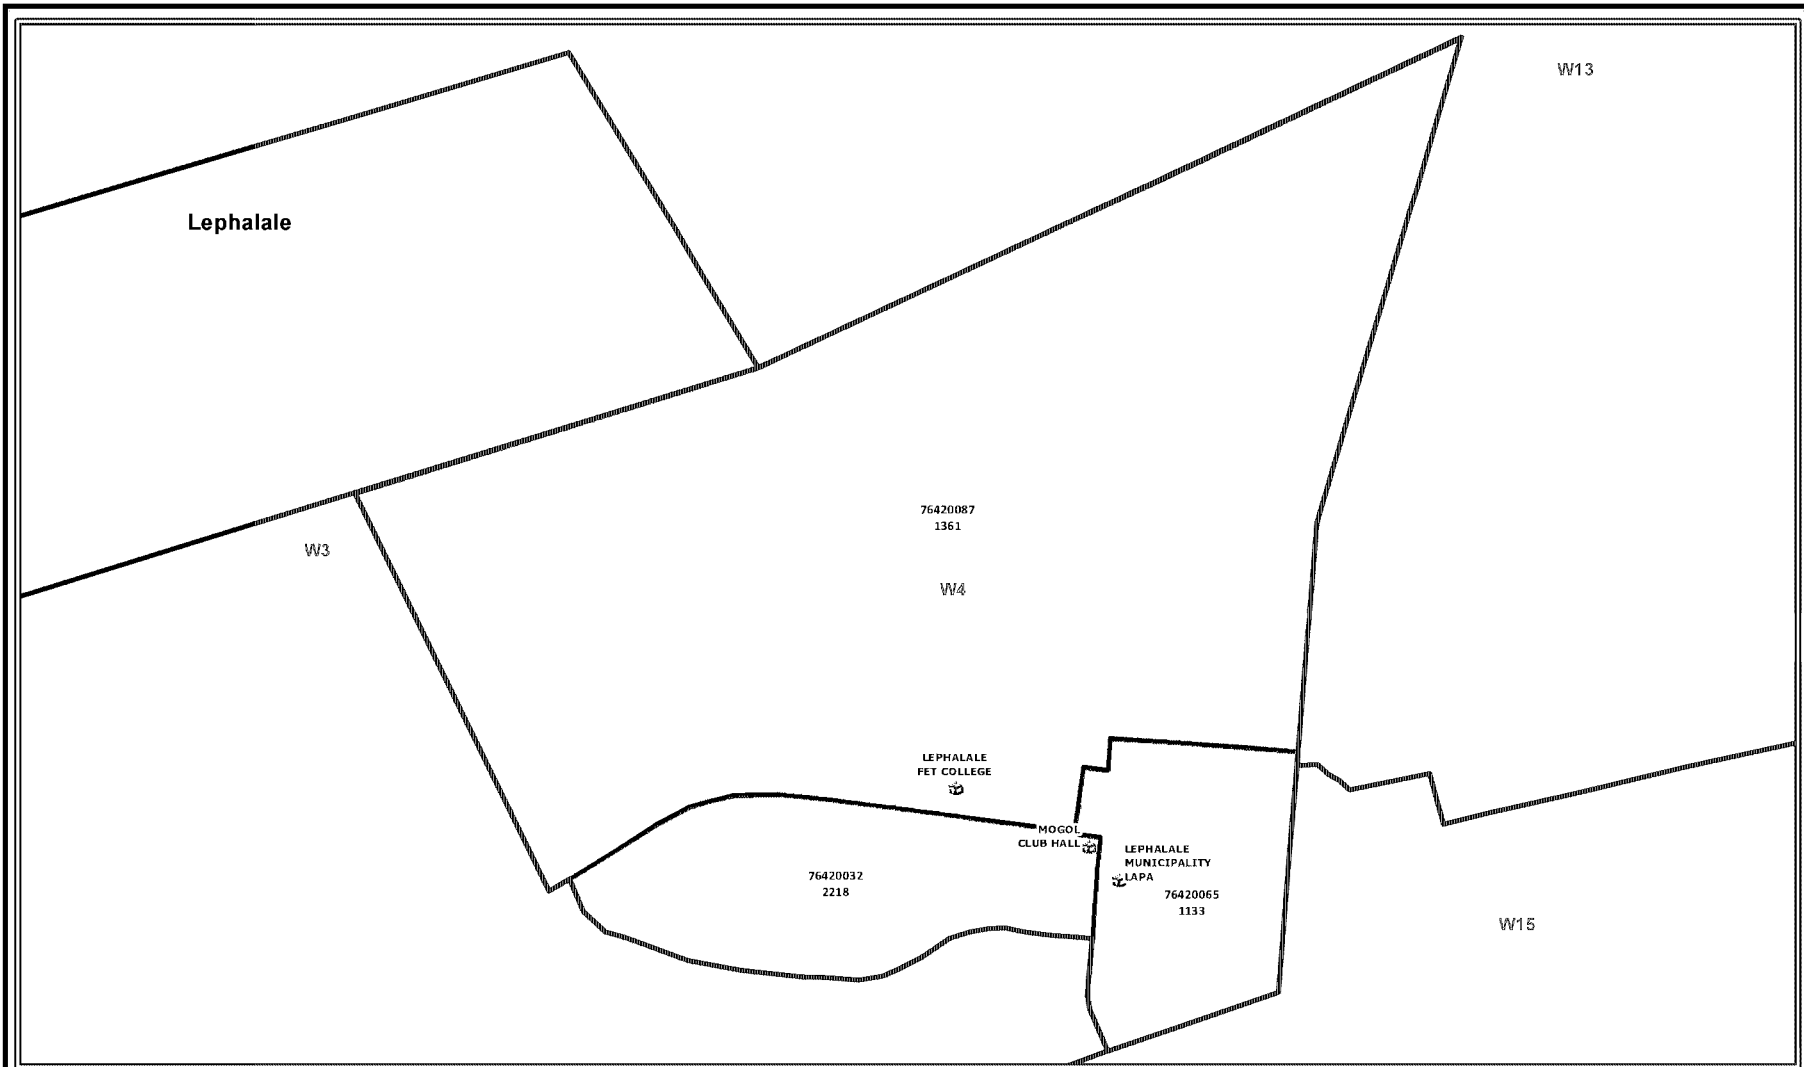 W13
Lephalale
76420087
1361
W3
W4
LEPHALALE
FET COLLEGE
MOGOL
CLUB HALL
LEPHALALE
MUNICIPALITY
LAPA
76420032
2218
76420065
1133
W15